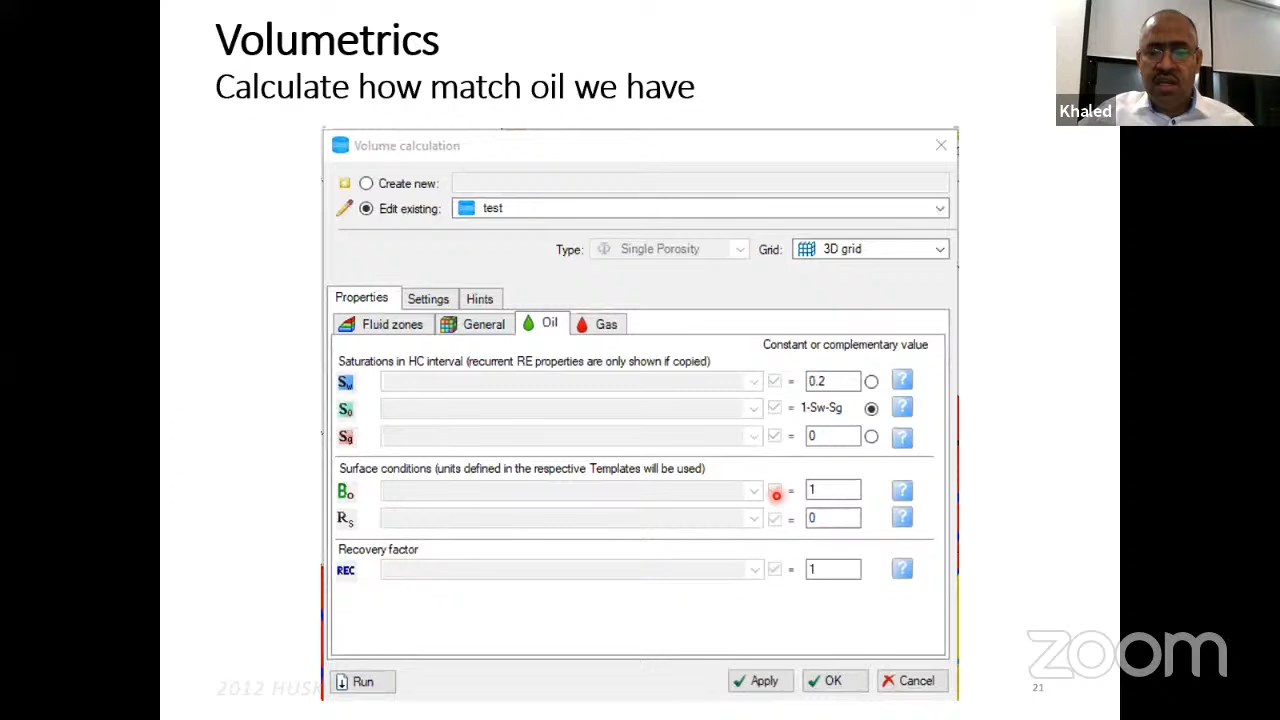 Volumetrics
Calculate how match oil we have
Khaled
Volume calculation
Create new:
Edit existing: test
Type: Single Porosity Grid: 3D grid
Properties Settings Hints
Fluid zones General Oil Gas
Constant or complementary value
Saturations in HC interval (recurrent RE properties are only shown if copied)
Sw = 0.2 ?
So = 1-Sw-Sg ?
Sg = 0 ?
Surface conditions (units defined in the respective Templates will be used)
Bo = 1 ?
Rs = 0 ?
Recovery factor
REC = 1 ?
Run Apply OK Cancel
2012 HUSK
21
zoom